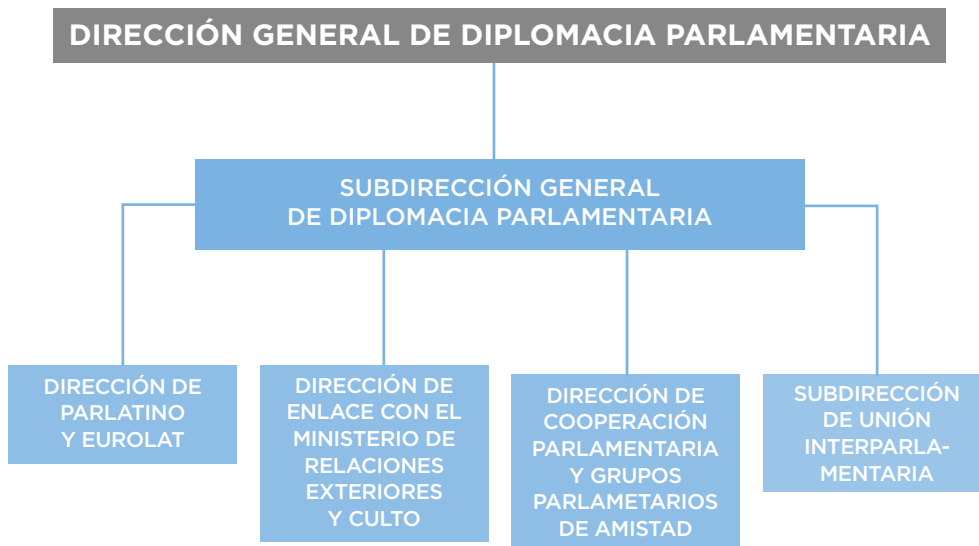 DIRECCIÓN GENERAL DE DIPLOMACIA PARLAMENTARIA
SUBDIRECCIÓN GENERAL
DE DIPLOMACIA PARLAMENTARIA
DIRECCIÓN DE
PARLATINO
Y EUROLAT
DIRECCIÓN DE
ENLACE CON EL
MINISTERIO DE
RELACIONES
EXTERIORES
Y CULTO
DIRECCIÓN DE
COOPERACIÓN
PARLAMENTARIA
Y GRUPOS
PARLAMETARIOS
DE AMISTAD
SUBDIRECCIÓN
DE UNIÓN
INTERPARLA-
MENTARIA